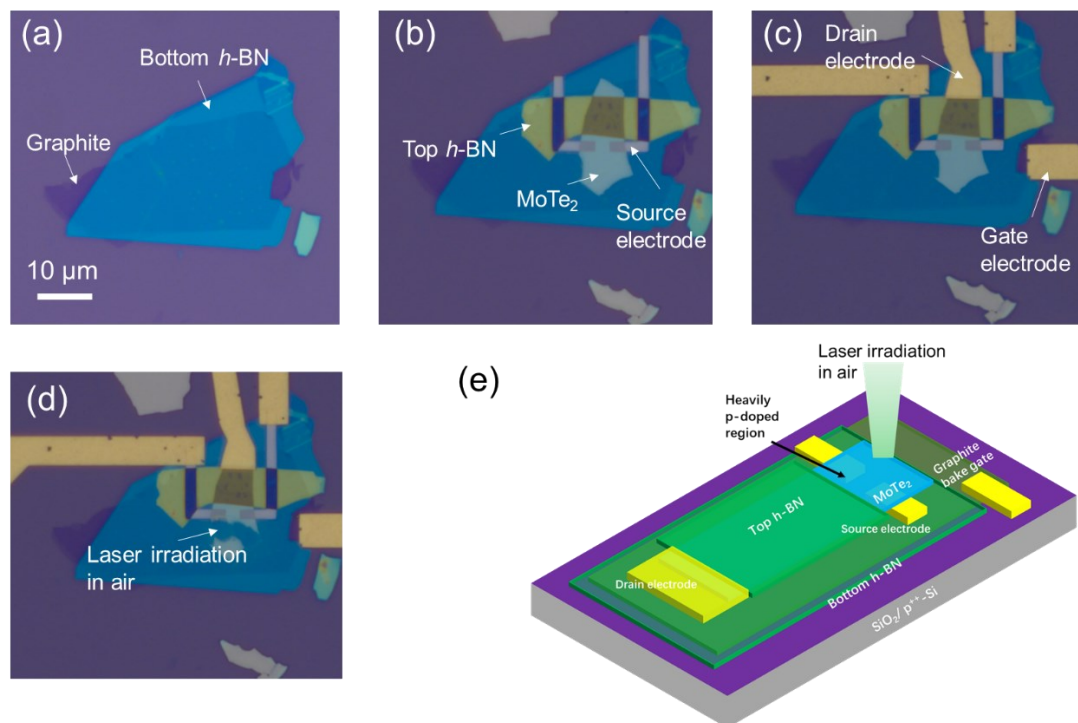 (a)
Bottom h-BN
Graphite
10 µm
(b)
Top h-BN
MoTe₂
Source
electrode
(c)
Drain
electrode
Gate
electrode
(d)
Laser irradiation
in air
(e)
Laser irradiation
in air
Heavily
p-doped
region
Graphite
bake gate
MoTe₂
Top h-BN
Source electrode
Drain electrode
Bottom h-BN
SiO₂/ p⁺⁺-Si